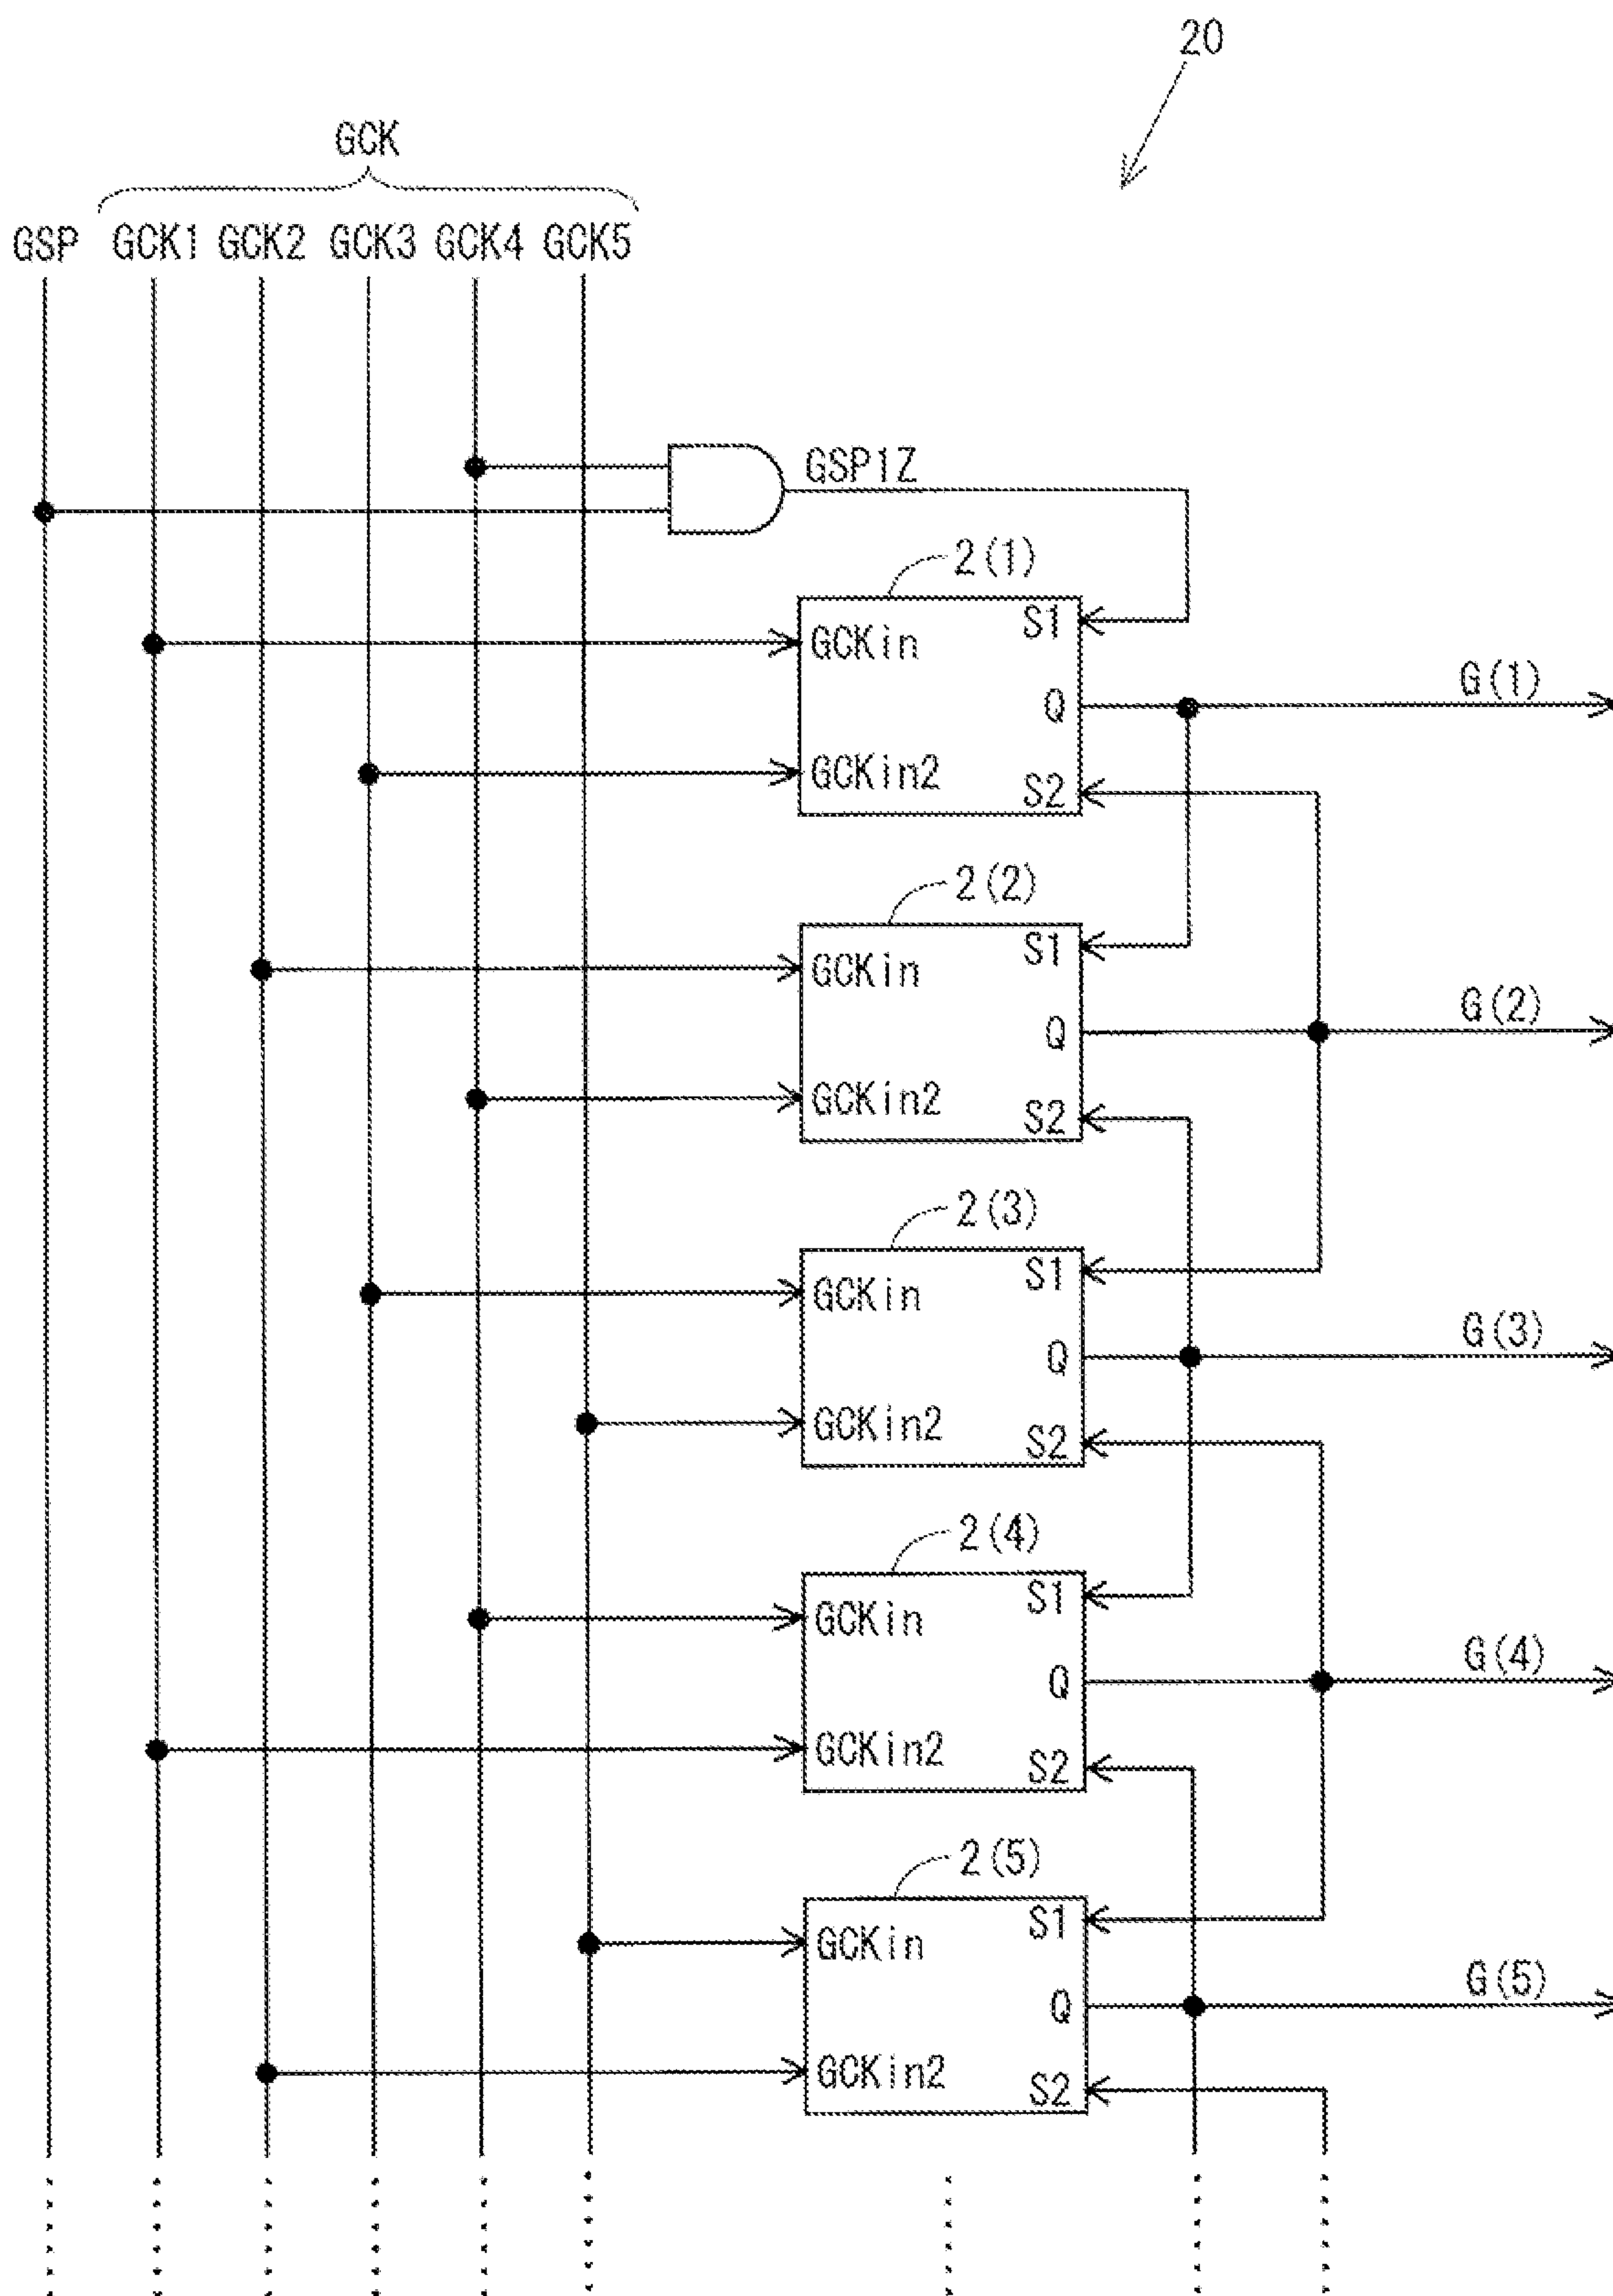 20
GCK
GSP GCK1 GCK2 GCK3 GCK4 GCK5
GSP1Z
2(1)
S1
GCKin
G(1)
Q
GCKin2
S2
2(2)
S1
GCKin
G(2)
Q
GCKin2
S2
2(3)
S1
GCKin
G(3)
Q
GCKin2
S2
2(4)
S1
GCKin
G(4)
Q
GCKin2
S2
2(5)
S1
GCKin
G(5)
Q
GCKin2
S2